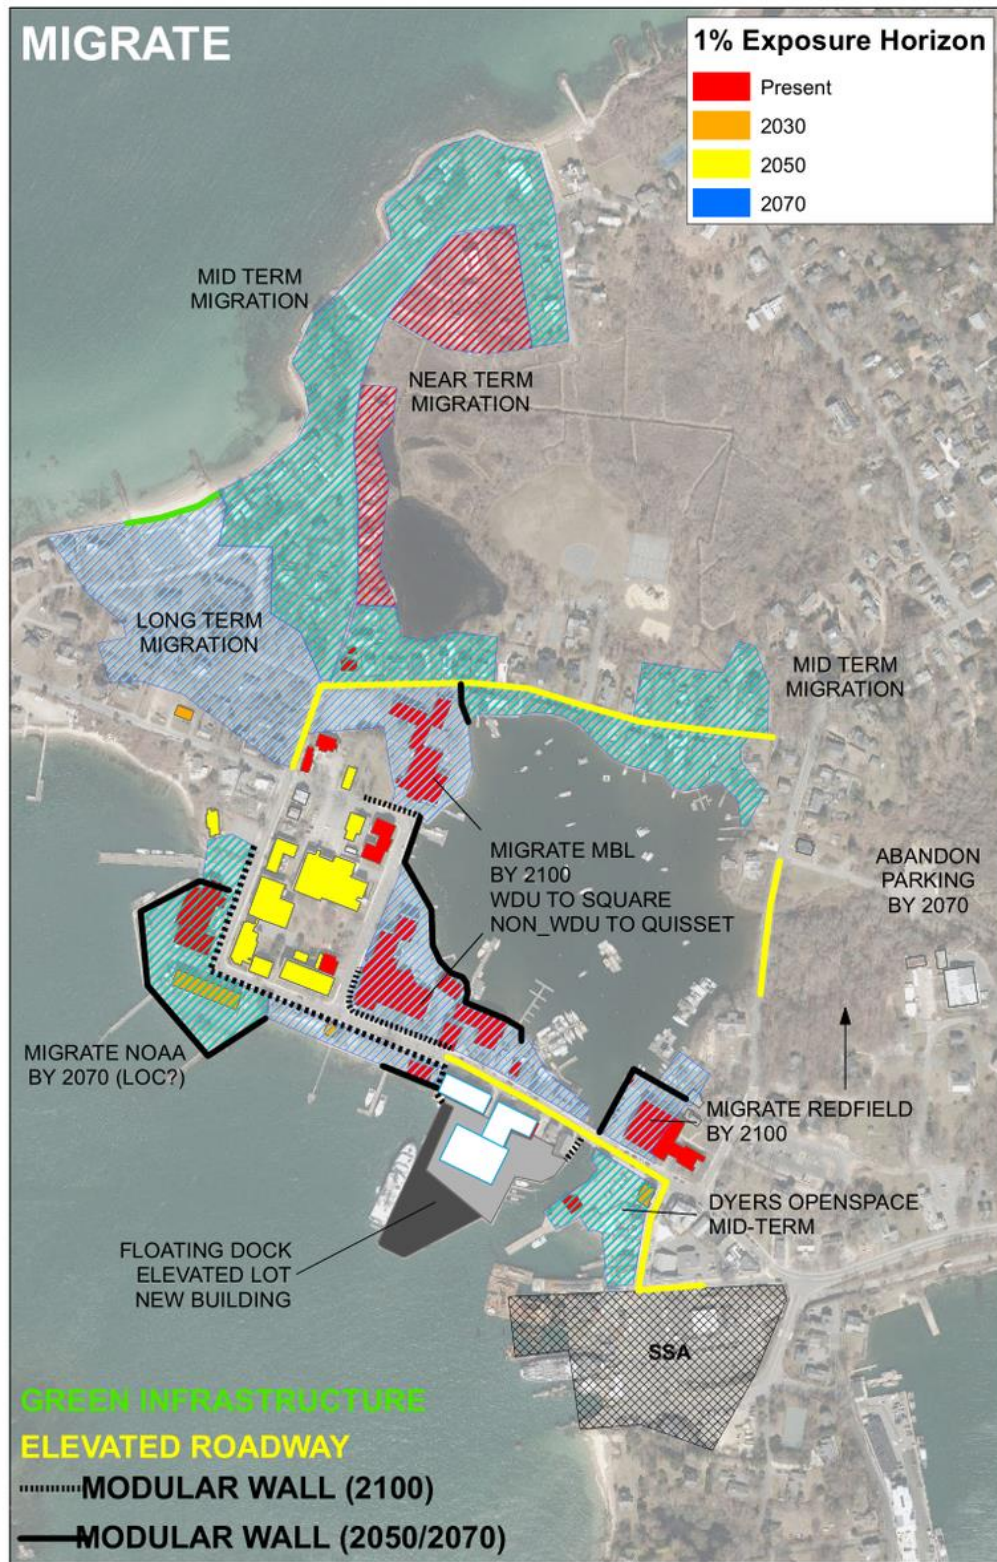 MIGRATE
1% Exposure Horizon
Present
2030
2050
2070
MID TERM
MIGRATION
NEAR TERM
MIGRATION
LONG TERM
MIGRATION
MID TERM
MIGRATION
MIGRATE MBL
BY 2100
WDU TO SQUARE
NON_WDU TO QUISSET
ABANDON
PARKING
BY 2070
MIGRATE NOAA
BY 2070 (LOC?)
MIGRATE REDFIELD
BY 2100
DYERS OPENSPACE
MID-TERM
FLOATING DOCK
ELEVATED LOT
NEW BUILDING
SSA
GREEN INFRASTRUCTURE
ELEVATED ROADWAY
MODULAR WALL (2100)
MODULAR WALL (2050/2070)